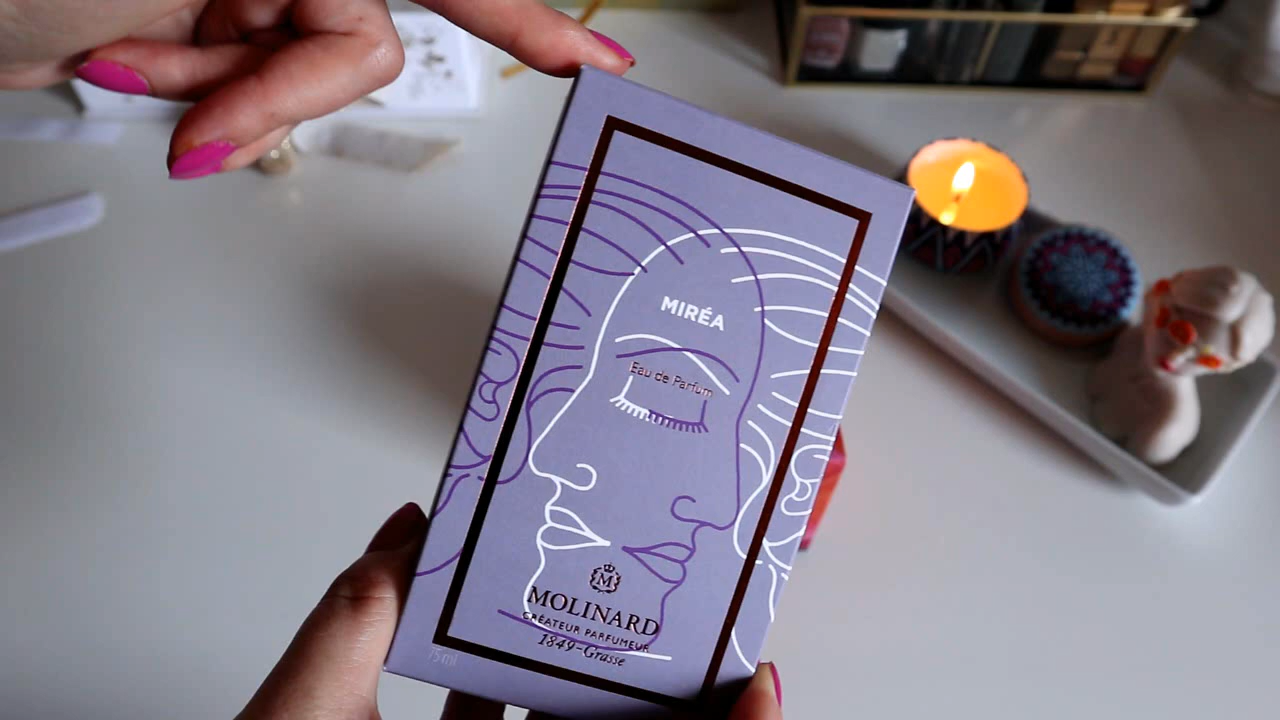 MIRÉA
Eau de Parfum
M
MOLINARD
CRÉATEUR PARFUMEUR
1849-Grasse
75 ml